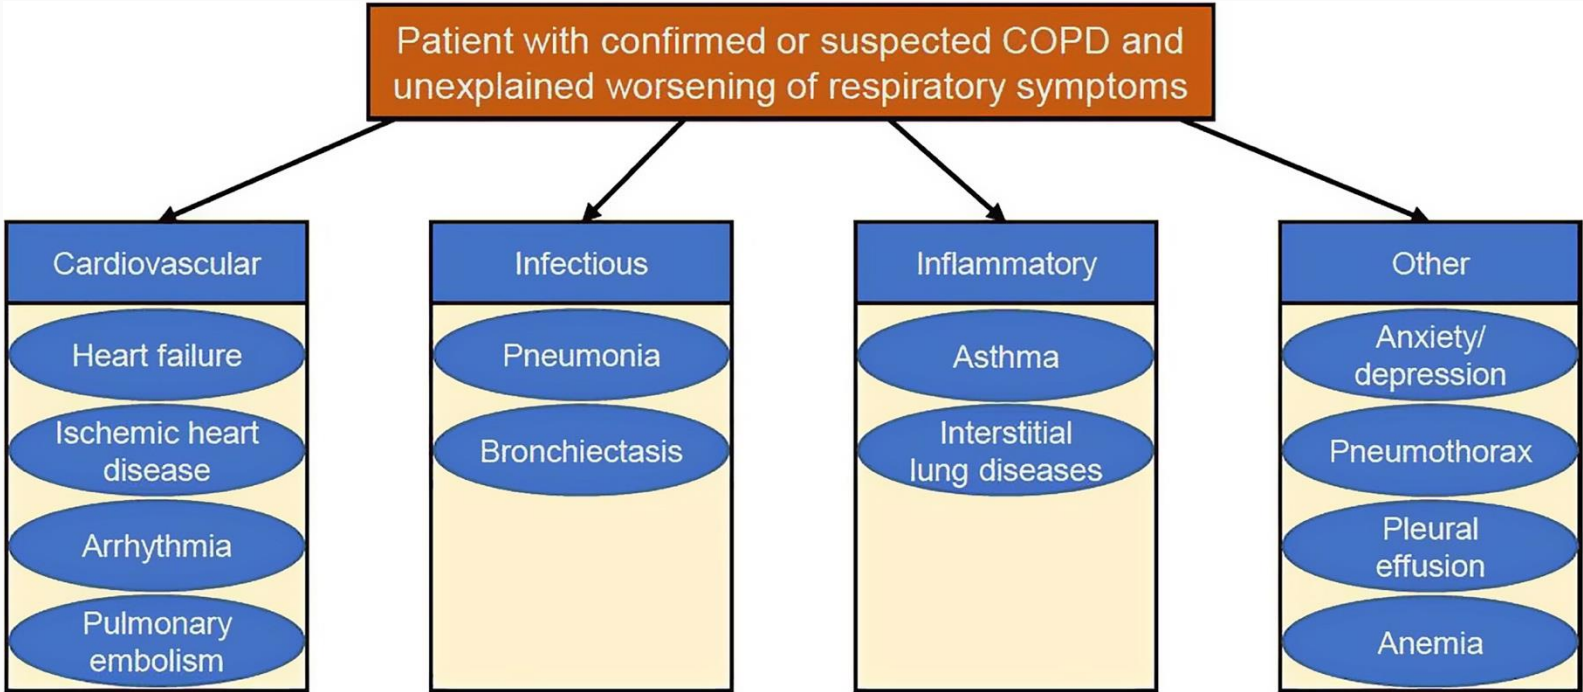 Patient with confirmed or suspected COPD and
unexplained worsening of respiratory symptoms
Cardiovascular
Heart failure
Ischemic heart
disease
Arrhythmia
Pulmonary
embolism
Infectious
Pneumonia
Bronchiectasis
Inflammatory
Asthma
Interstitial
lung diseases
Other
Anxiety/
depression
Pneumothorax
Pleural
effusion
Anemia